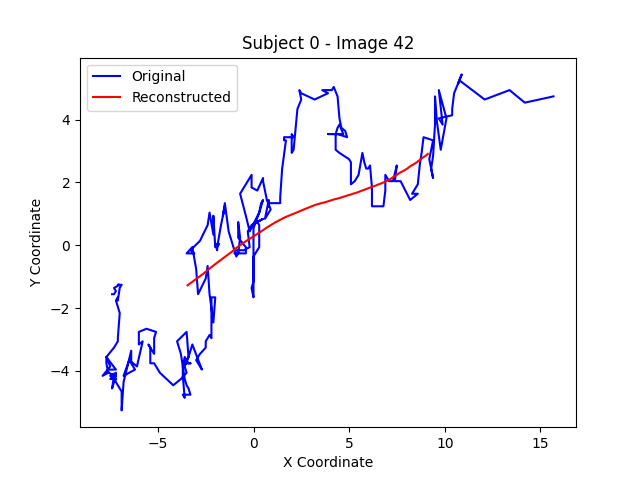 Subject 0 - Image 42
Original
Reconstructed
Y Coordinate
4
2
0
−2
−4
−5
0
5
10
15
X Coordinate